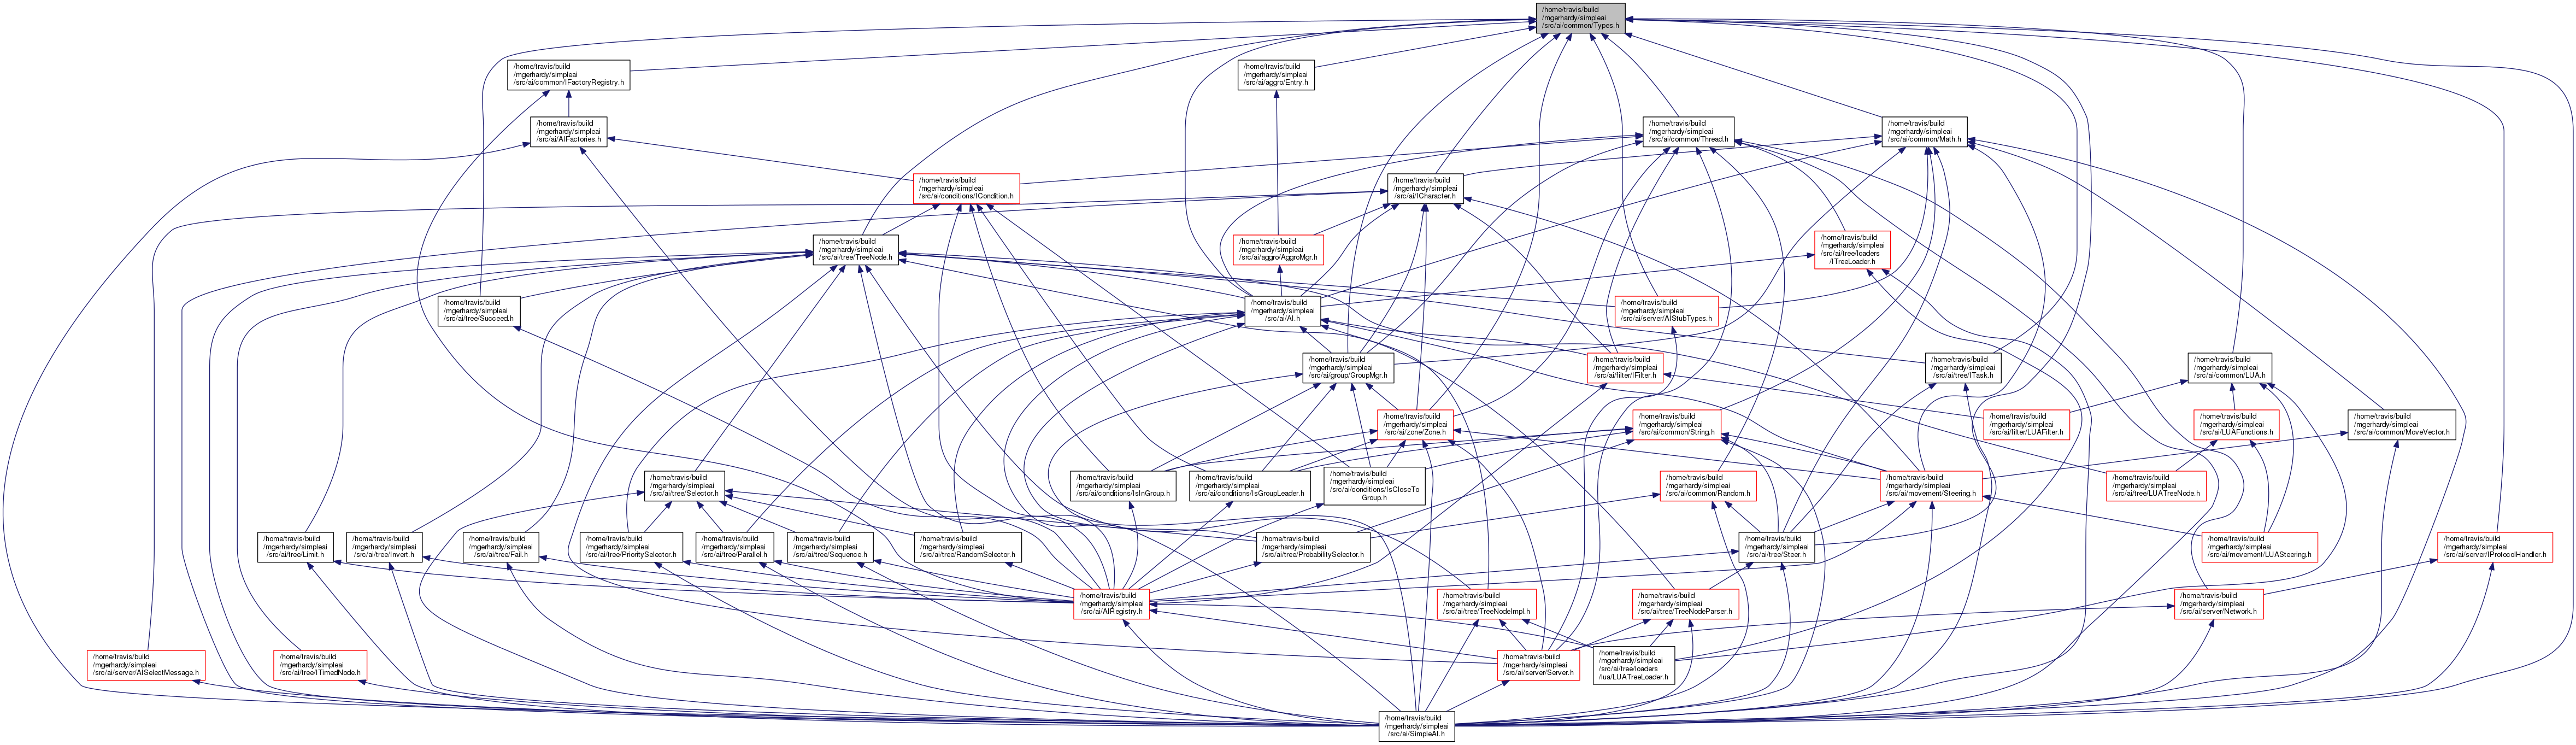 /home/travis/build
/mgerhardy/simpleai
/src/ai/common/Types.h
/home/travis/build
/mgerhardy/simpleai
/src/ai/common/IFactoryRegistry.h
/home/travis/build
/mgerhardy/simpleai
/src/ai/aggro/Entry.h
/home/travis/build
/mgerhardy/simpleai
/src/ai/AIFactories.h
/home/travis/build
/mgerhardy/simpleai
/src/ai/common/Thread.h
/home/travis/build
/mgerhardy/simpleai
/src/ai/common/Math.h
/home/travis/build
/mgerhardy/simpleai
/src/ai/conditions/ICondition.h
/home/travis/build
/mgerhardy/simpleai
/src/ai/ICharacter.h
/home/travis/build
/mgerhardy/simpleai
/src/ai/tree/TreeNode.h
/home/travis/build
/mgerhardy/simpleai
/src/ai/aggro/AggroMgr.h
/home/travis/build
/mgerhardy/simpleai
/src/ai/tree/loaders
/ITreeLoader.h
/home/travis/build
/mgerhardy/simpleai
/src/ai/tree/Succeed.h
/home/travis/build
/mgerhardy/simpleai
/src/ai/AI.h
/home/travis/build
/mgerhardy/simpleai
/src/ai/server/AIStubTypes.h
/home/travis/build
/mgerhardy/simpleai
/src/ai/group/GroupMgr.h
/home/travis/build
/mgerhardy/simpleai
/src/ai/filter/IFilter.h
/home/travis/build
/mgerhardy/simpleai
/src/ai/tree/ITask.h
/home/travis/build
/mgerhardy/simpleai
/src/ai/common/LUA.h
/home/travis/build
/mgerhardy/simpleai
/src/ai/zone/Zone.h
/home/travis/build
/mgerhardy/simpleai
/src/ai/common/String.h
/home/travis/build
/mgerhardy/simpleai
/src/ai/filter/LUAFilter.h
/home/travis/build
/mgerhardy/simpleai
/src/ai/LUAFunctions.h
/home/travis/build
/mgerhardy/simpleai
/src/ai/common/MoveVector.h
/home/travis/build
/mgerhardy/simpleai
/src/ai/tree/Selector.h
/home/travis/build
/mgerhardy/simpleai
/src/ai/conditions/IsInGroup.h
/home/travis/build
/mgerhardy/simpleai
/src/ai/conditions/IsGroupLeader.h
/home/travis/build
/mgerhardy/simpleai
/src/ai/conditions/IsCloseTo
Group.h
/home/travis/build
/mgerhardy/simpleai
/src/ai/common/Random.h
/home/travis/build
/mgerhardy/simpleai
/src/ai/movement/Steering.h
/home/travis/build
/mgerhardy/simpleai
/src/ai/tree/LUATreeNode.h
/home/travis/build
/mgerhardy/simpleai
/src/ai/tree/Limit.h
/home/travis/build
/mgerhardy/simpleai
/src/ai/tree/Invert.h
/home/travis/build
/mgerhardy/simpleai
/src/ai/tree/Fail.h
/home/travis/build
/mgerhardy/simpleai
/src/ai/tree/PrioritySelector.h
/home/travis/build
/mgerhardy/simpleai
/src/ai/tree/Parallel.h
/home/travis/build
/mgerhardy/simpleai
/src/ai/tree/Sequence.h
/home/travis/build
/mgerhardy/simpleai
/src/ai/tree/RandomSelector.h
/home/travis/build
/mgerhardy/simpleai
/src/ai/tree/ProbabilitySelector.h
/home/travis/build
/mgerhardy/simpleai
/src/ai/tree/Steer.h
/home/travis/build
/mgerhardy/simpleai
/src/ai/movement/LUASteering.h
/home/travis/build
/mgerhardy/simpleai
/src/ai/server/IProtocolHandler.h
/home/travis/build
/mgerhardy/simpleai
/src/ai/AIRegistry.h
/home/travis/build
/mgerhardy/simpleai
/src/ai/tree/TreeNodeImpl.h
/home/travis/build
/mgerhardy/simpleai
/src/ai/tree/TreeNodeParser.h
/home/travis/build
/mgerhardy/simpleai
/src/ai/server/Network.h
/home/travis/build
/mgerhardy/simpleai
/src/ai/server/AISelectMessage.h
/home/travis/build
/mgerhardy/simpleai
/src/ai/tree/ITimedNode.h
/home/travis/build
/mgerhardy/simpleai
/src/ai/server/Server.h
/home/travis/build
/mgerhardy/simpleai
/src/ai/tree/loaders
/lua/LUATreeLoader.h
/home/travis/build
/mgerhardy/simpleai
/src/ai/SimpleAI.h